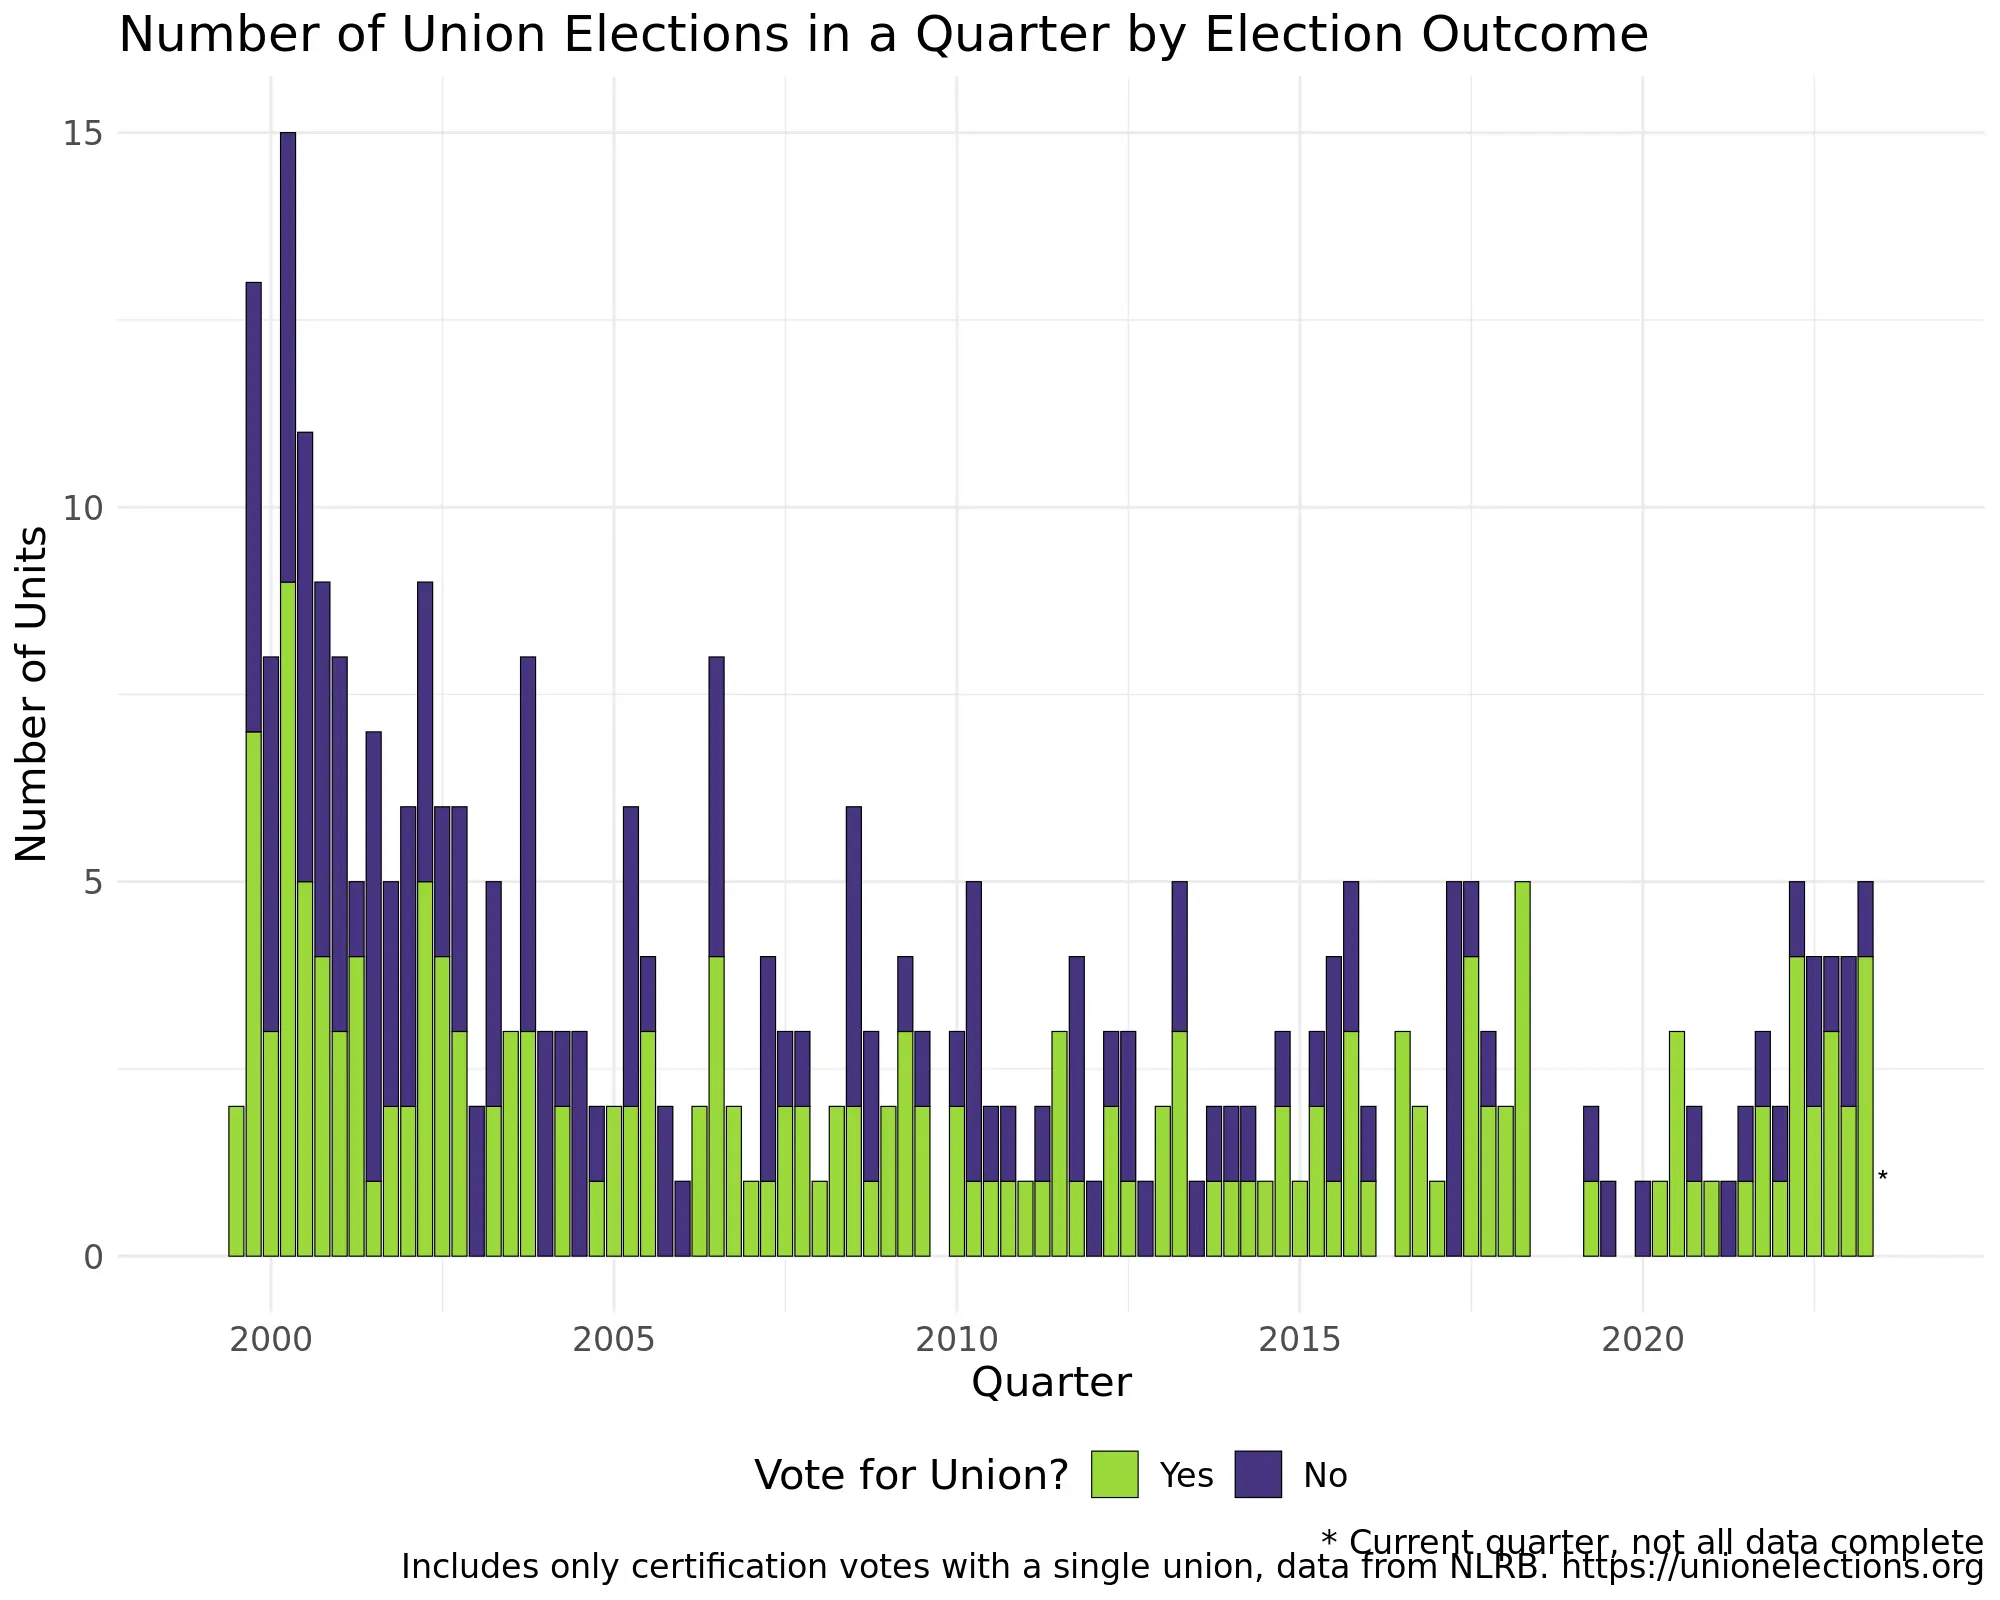 Number of Union Elections in a Quarter by Election Outcome
15
10
5
0
Number of Units
*
2000 2005 2010 2015 2020
Quarter
Vote for Union? Yes No
* Current quarter, not all data complete
Includes only certification votes with a single union, data from NLRB. https://unionelections.org